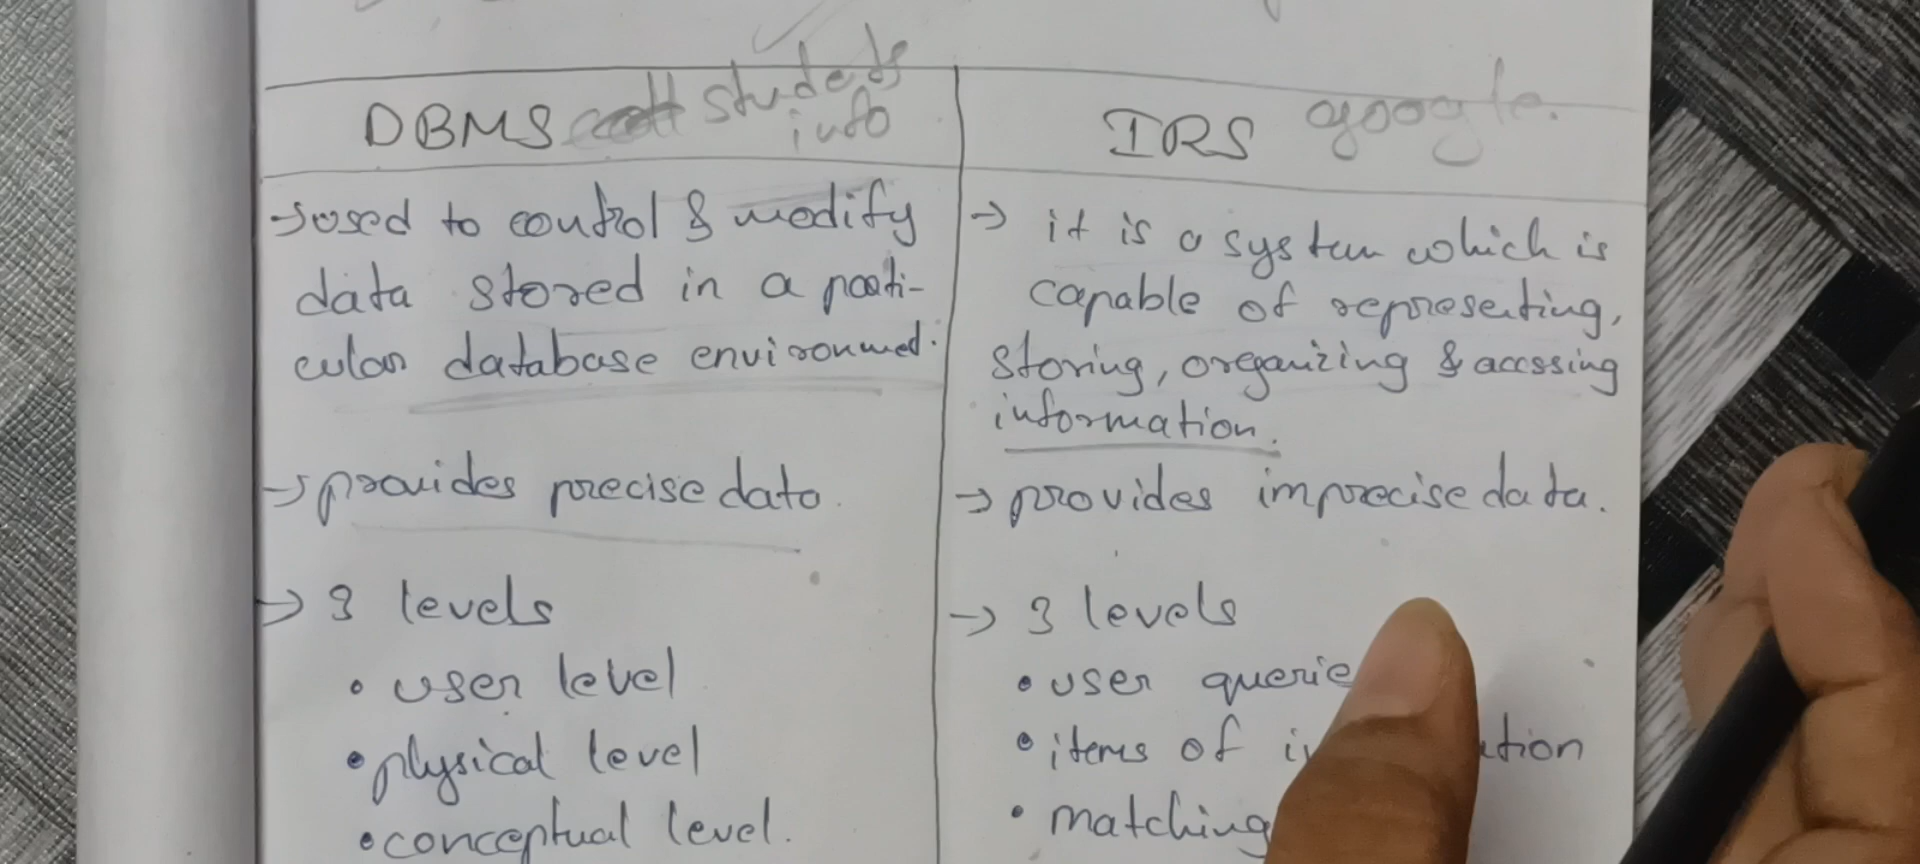 DBMS students
info
used to control & modify
data stored in a parti-
cular database environmed.
→ provides precise data.
→ 3 levels
• user level
• physical level
• conceptual level.
IRS google.
→ it is a system which is
capable of representing,
storing, organizing & accssing
information.
→ provides imprecise data.
→ 3 levels
• user
• items of
• matching